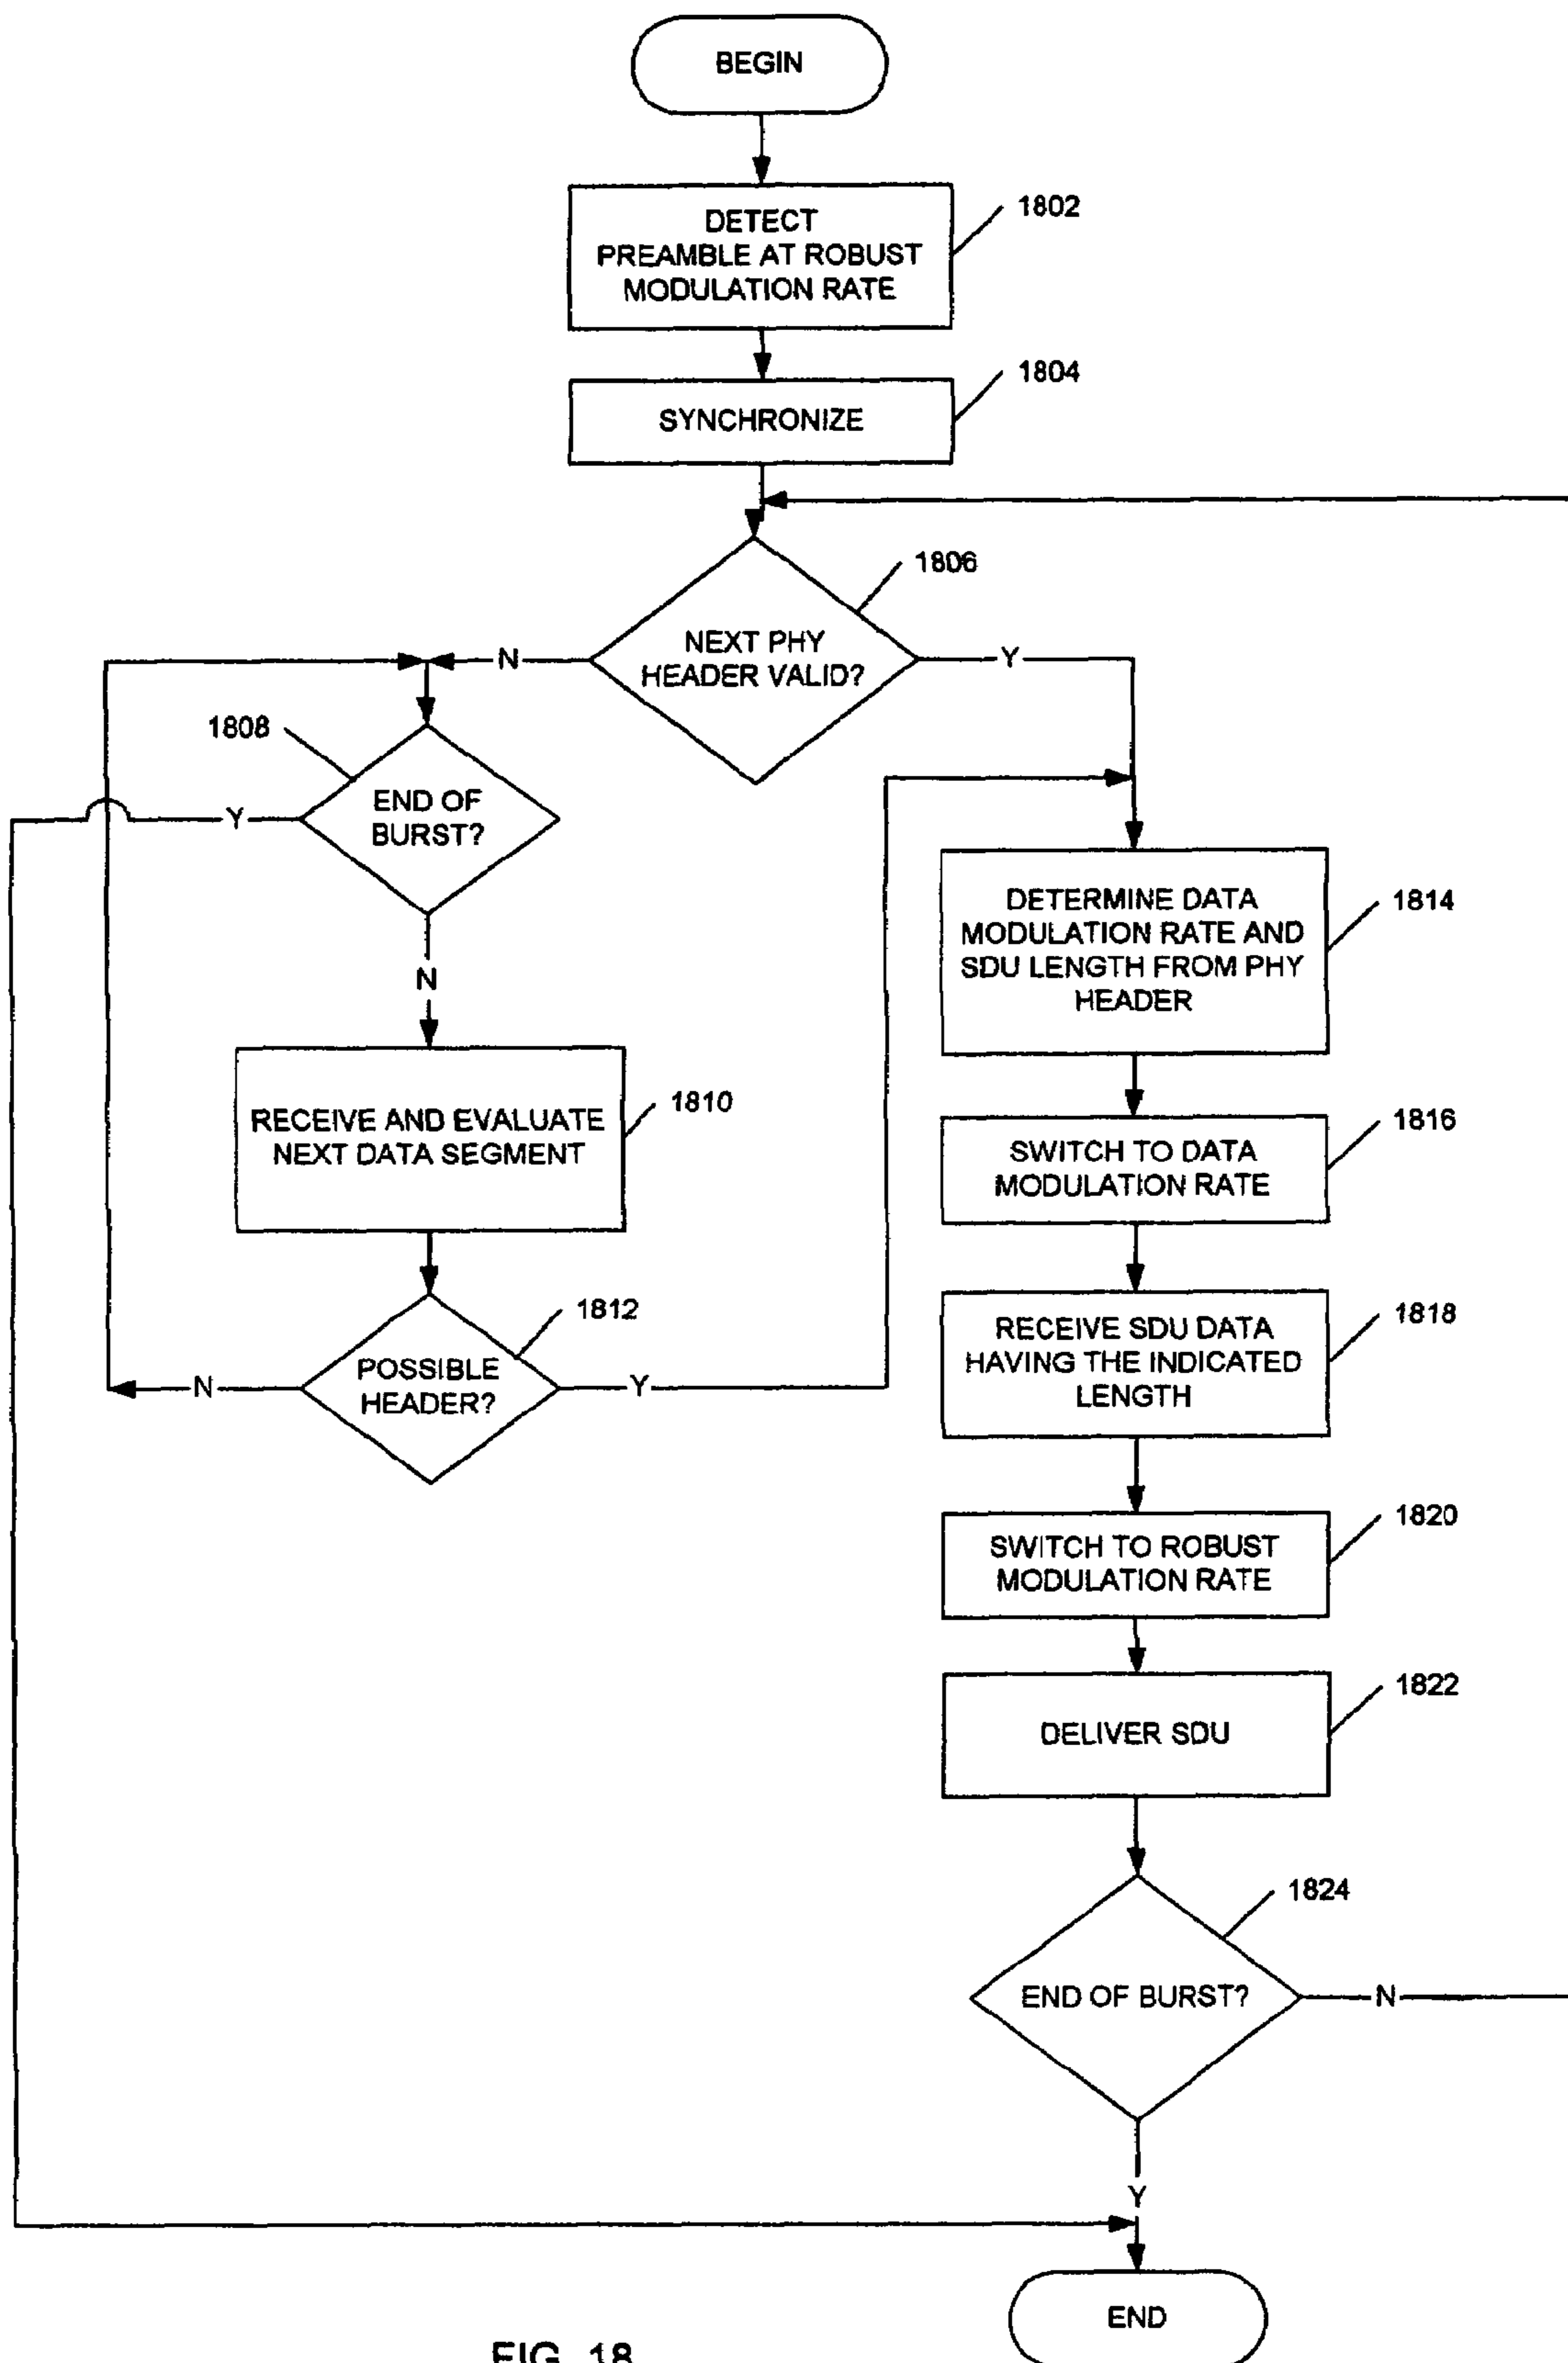 BEGIN
DETECT
PREAMBLE AT ROBUST
MODULATION RATE
1802
SYNCHRONIZE
1804
NEXT PHY
HEADER VALID?
1806
N
Y
1808
END OF
BURST?
Y
N
RECEIVE AND EVALUATE
NEXT DATA SEGMENT
1810
POSSIBLE
HEADER?
1812
N
Y
DETERMINE DATA
MODULATION RATE AND
SDU LENGTH FROM PHY
HEADER
1814
SWITCH TO DATA
MODULATION RATE
1816
RECEIVE SDU DATA
HAVING THE INDICATED
LENGTH
1818
SWITCH TO ROBUST
MODULATION RATE
1820
DELIVER SDU
1822
END OF BURST?
1824
N
Y
END
FIG. 18